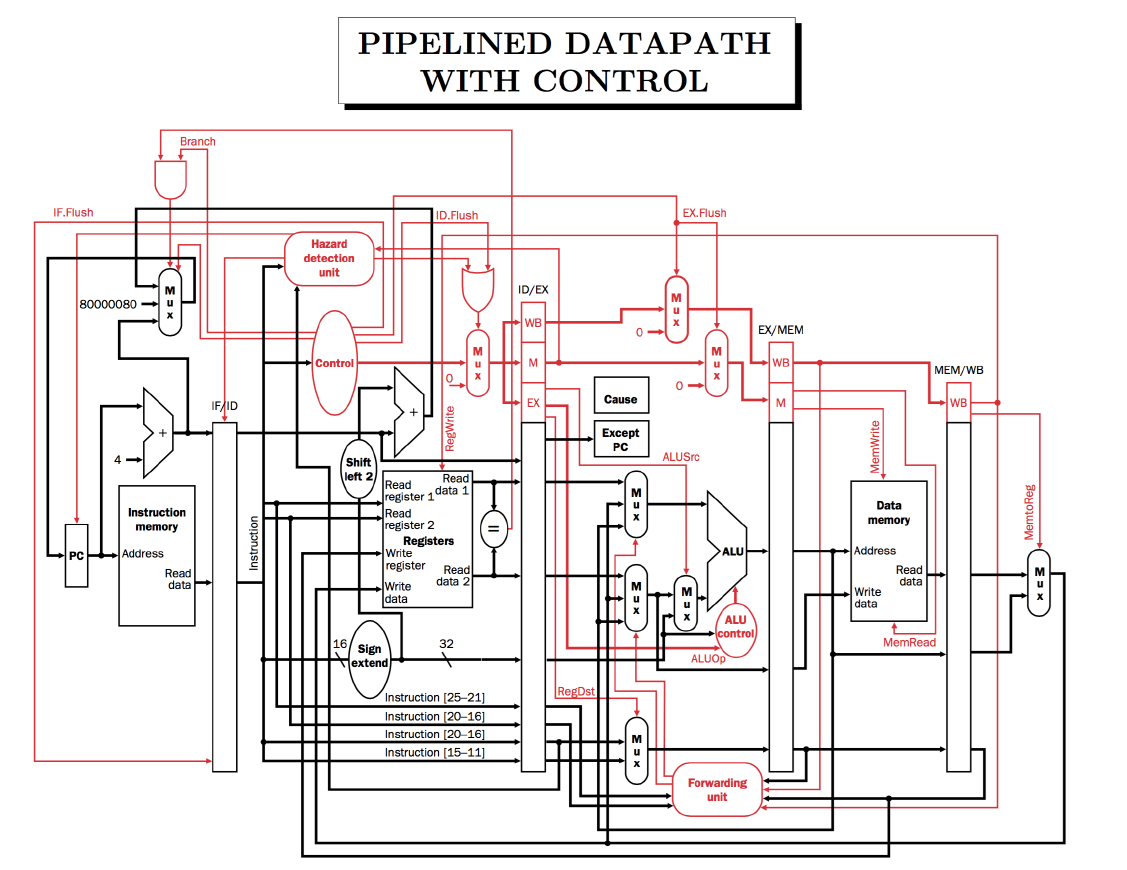 PIPELINED DATAPATH
WITH CONTROL
Branch
IF.Flush
ID.Flush
EX.Flush
Hazard
detection
unit
M
u
x
80000080
ID/EX
WB
M
u
x
0
EX/MEM
Control
M
u
x
0
M
M
u
x
0
WB
MEM/WB
EX
M
WB
Cause
IF/ID
+
+
4
RegWrite
Except
PC
Shift
left 2
ALUSrc
MemWrite
MemtoReg
Instruction
memory
Address
Read
data
PC
Instruction
Read
register 1
Read
data 1
Read
register 2
Registers
Write
register
Write
data
Read
data 2
=
M
u
x
M
u
x
M
u
x
ALU
ALU
control
ALUOp
Data
memory
Address
Read
data
Write
data
MemRead
M
u
x
16
Sign
extend
32
Instruction [25–21]
Instruction [20–16]
Instruction [20–16]
Instruction [15–11]
RegDst
M
u
x
Forwarding
unit